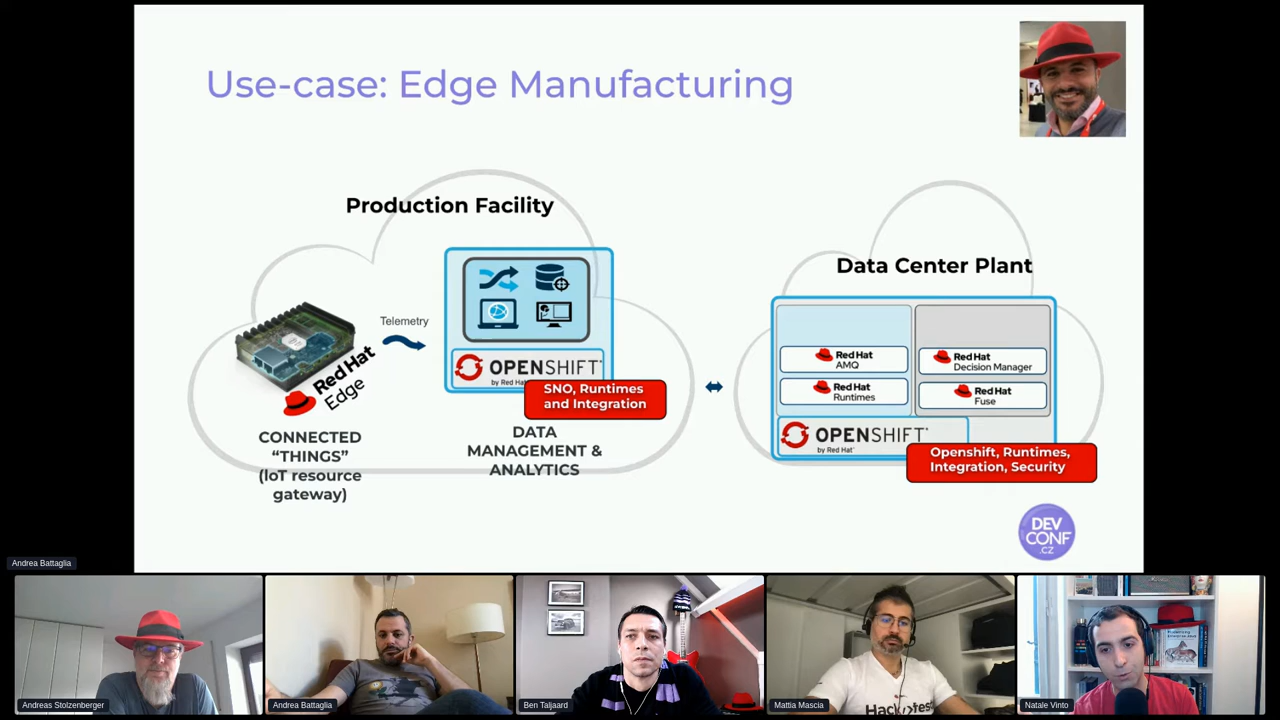 Use-case: Edge Manufacturing
Production Facility
Data Center Plant
Telemetry
Red Hat
Edge
OPENSHIFT
by Red Hat
SNO, Runtimes
and Integration
CONNECTED
“THINGS”
(IoT resource
gateway)
DATA
MANAGEMENT &
ANALYTICS
Red Hat
AMQ
Red Hat
Decision Manager
Red Hat
Runtimes
Red Hat
Fuse
OPENSHIFT
by Red Hat
Openshift, Runtimes,
Integration, Security
DEV
CONF
.CZ
Andrea Battaglia
Andreas Stolzenberger
Andrea Battaglia
Ben Taljaard
Mattia Mascia
Natale Vinto